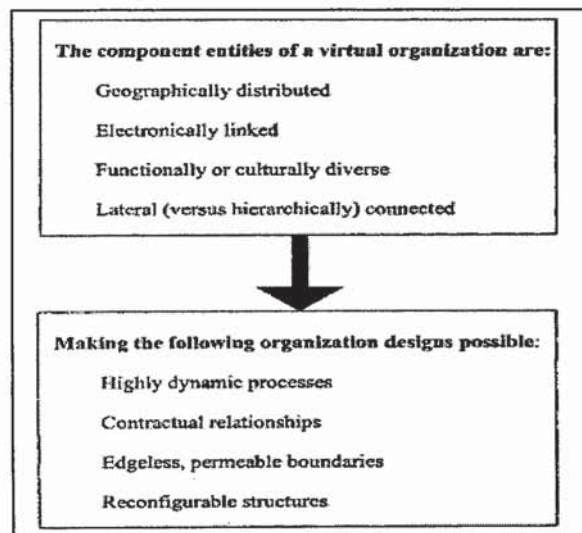 The component entities of a virtual organization are:
Geographically distributed
Electronically linked
Functionally or culturally diverse
Lateral (versus hierarchically) connected
Making the following organization designs possible:
Highly dynamic processes
Contractual relationships
Edgeless, permeable boundaries
Reconfigurable structures